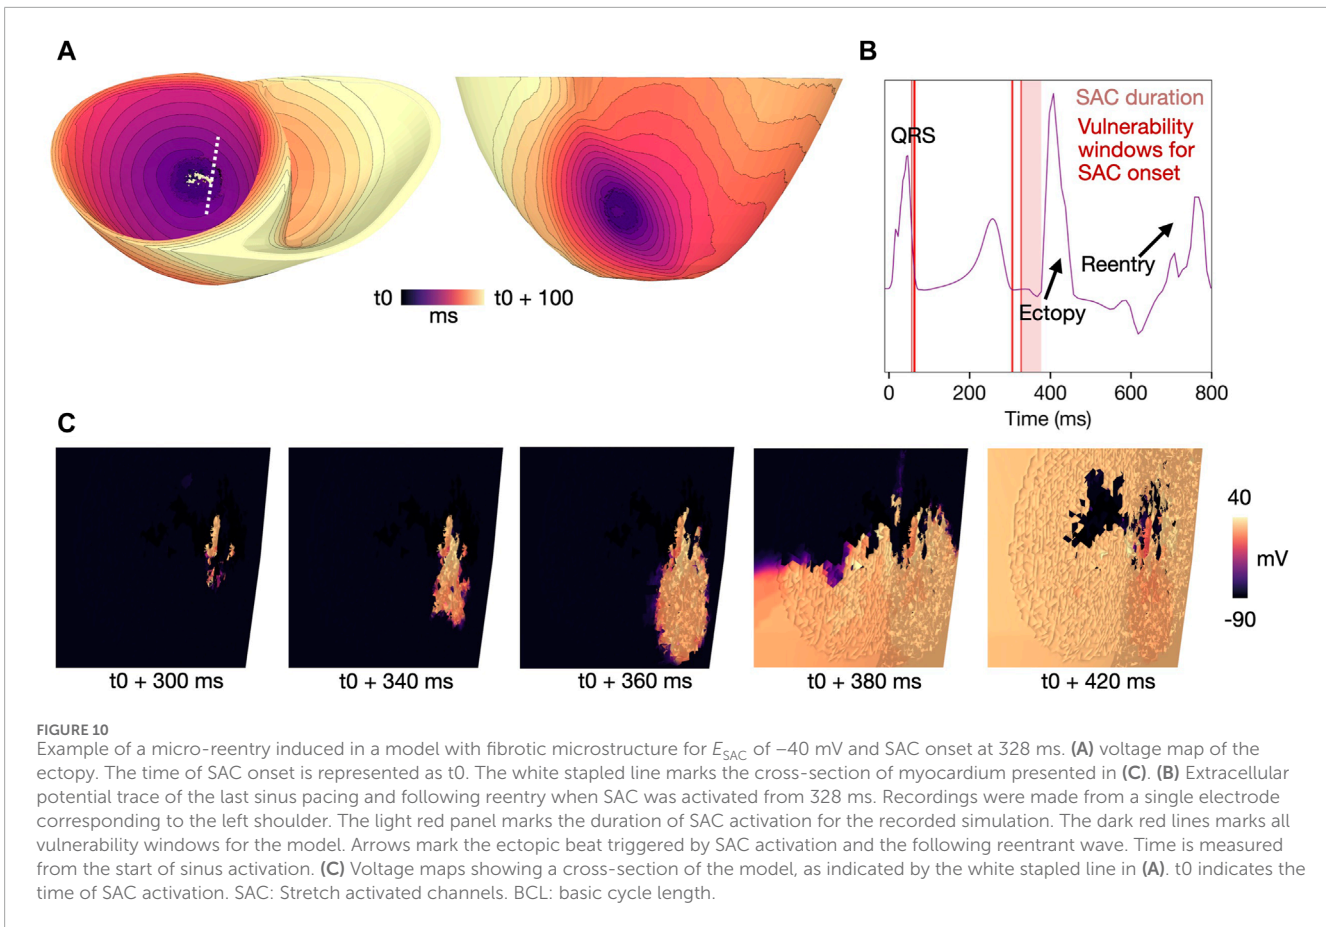 A
B
t0
t0 + 100
ms
SAC duration
Vulnerability
windows for
SAC onset
QRS
Reentry
Ectopy
0
200
400
600
800
Time (ms)
C
t0 + 300 ms
t0 + 340 ms
t0 + 360 ms
t0 + 380 ms
t0 + 420 ms
40
mV
-90
FIGURE 10
Example of a micro-reentry induced in a model with fibrotic microstructure for E_SAC of −40 mV and SAC onset at 328 ms. (A) voltage map of the
ectopy. The time of SAC onset is represented as t0. The white stapled line marks the cross-section of myocardium presented in (C). (B) Extracellular
potential trace of the last sinus pacing and following reentry when SAC was activated from 328 ms. Recordings were made from a single electrode
corresponding to the left shoulder. The light red panel marks the duration of SAC activation for the recorded simulation. The dark red lines marks all
vulnerability windows for the model. Arrows mark the ectopic beat triggered by SAC activation and the following reentrant wave. Time is measured
from the start of sinus activation. (C) Voltage maps showing a cross-section of the model, as indicated by the white stapled line in (A). t0 indicates the
time of SAC activation. SAC: Stretch activated channels. BCL: basic cycle length.